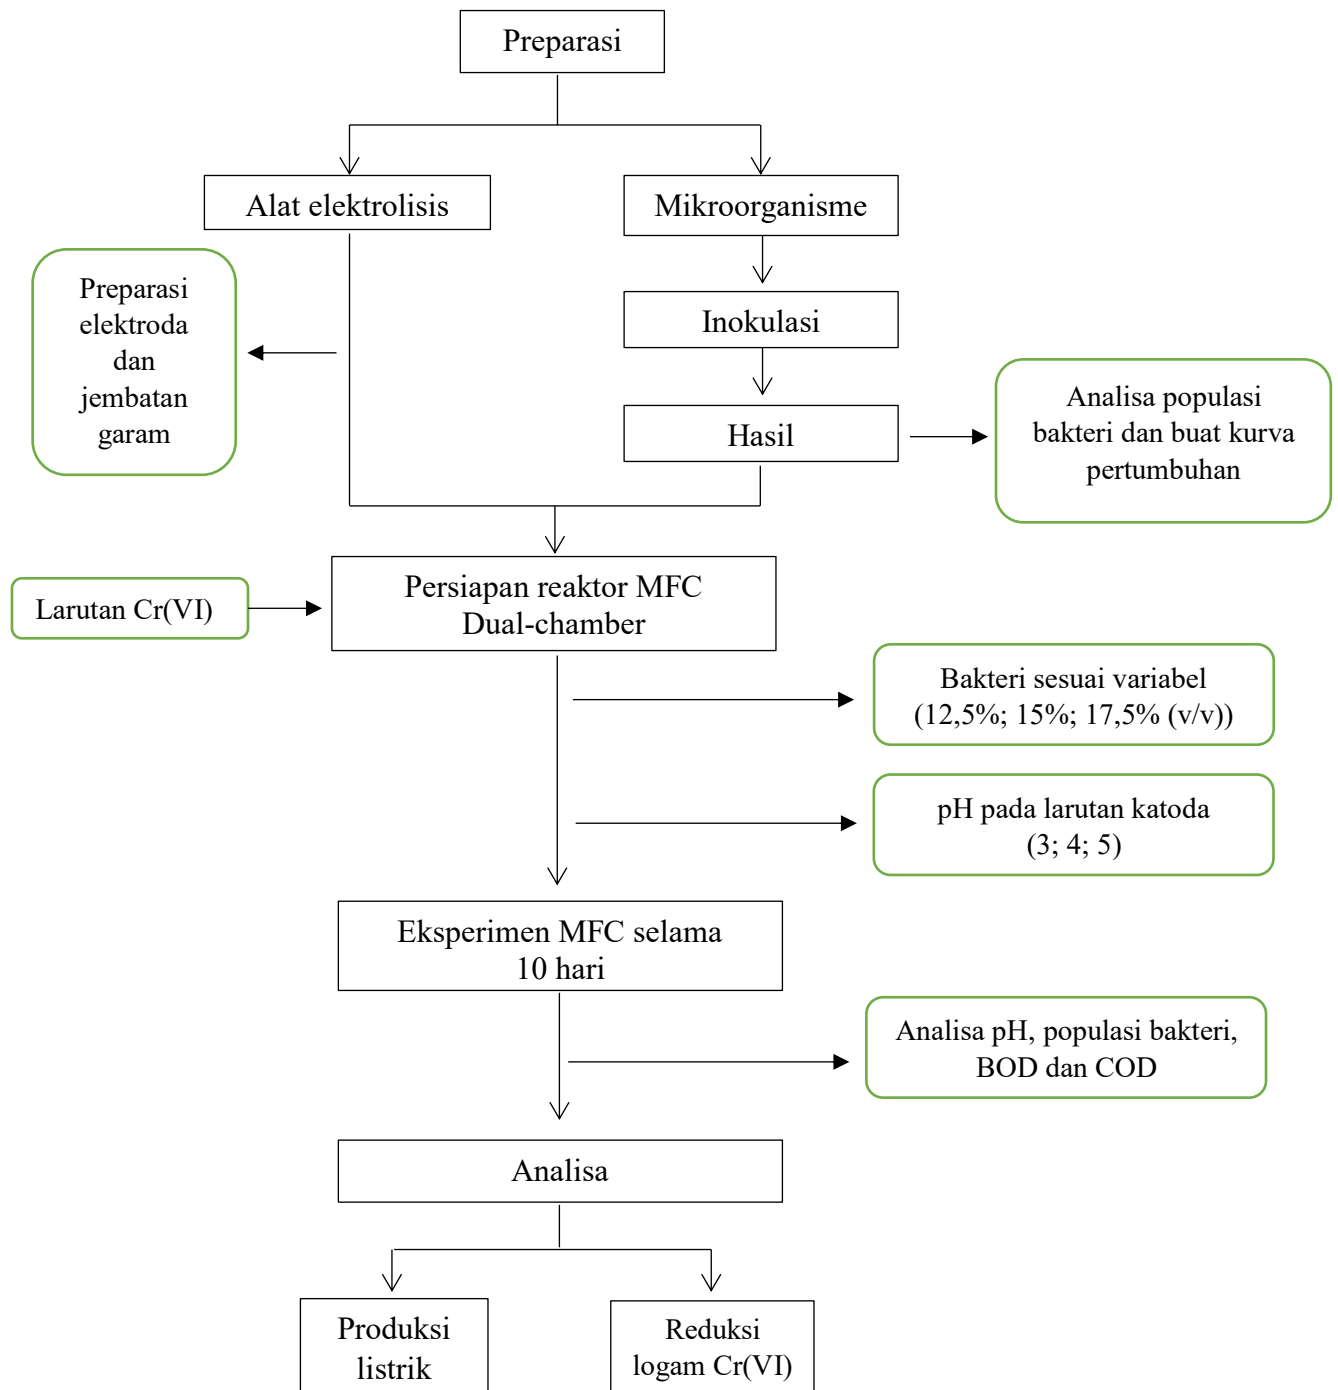 Preparasi
Alat elektrolisis
Mikroorganisme
Preparasi
elektroda
dan
jembatan
garam
Inokulasi
Hasil
Analisa populasi
bakteri dan buat kurva
pertumbuhan
Larutan Cr(VI)
Persiapan reaktor MFC
Dual-chamber
Bakteri sesuai variabel
(12,5%; 15%; 17,5% (v/v))
pH pada larutan katoda
(3; 4; 5)
Eksperimen MFC selama
10 hari
Analisa pH, populasi bakteri,
BOD dan COD
Analisa
Produksi
listrik
Reduksi
logam Cr(VI)